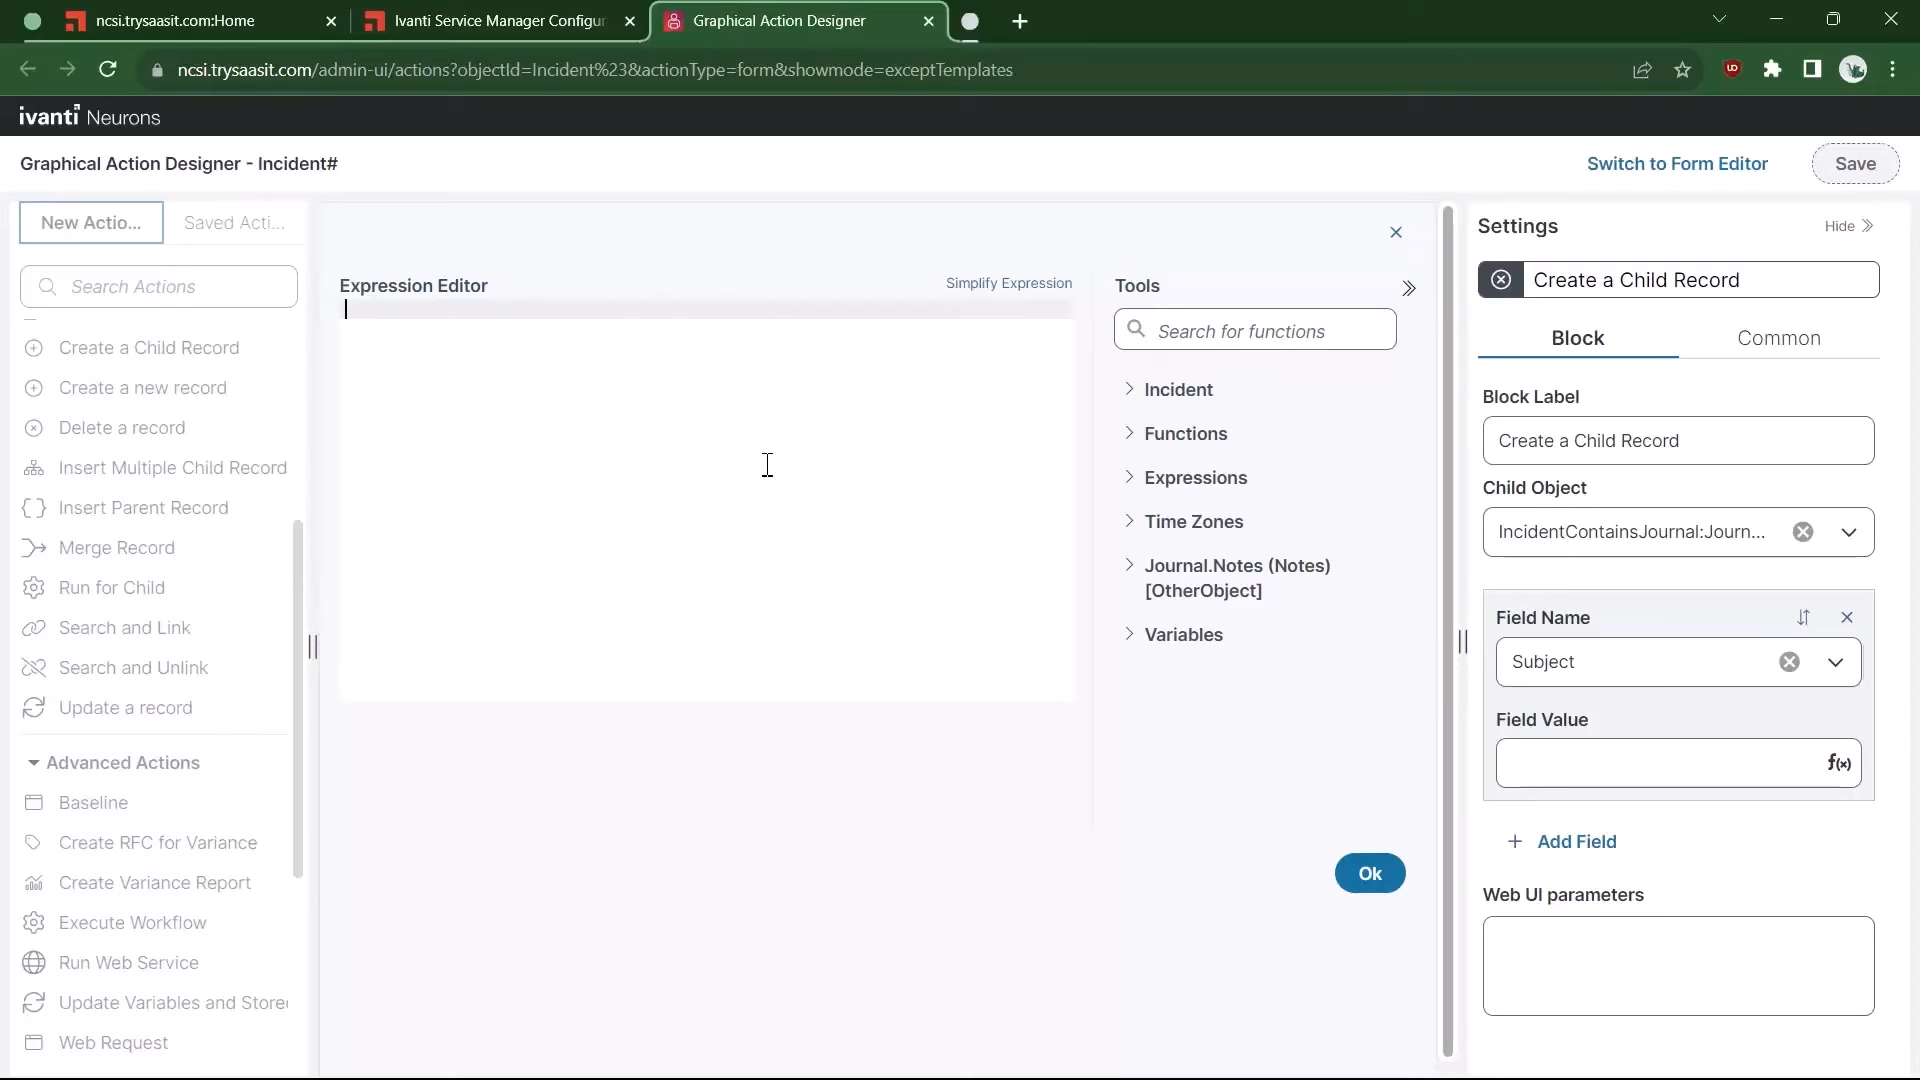 ncsi.trysaasit.com:Home
Ivanti Service Manager Configur
Graphical Action Designer
ncsi.trysaasit.com/admin-ui/actions?objectId=Incident%23&actionType=form&showmode=exceptTemplates
ivanti Neurons
Graphical Action Designer - Incident#
Switch to Form Editor
Save
New Actio...
Saved Acti...
Search Actions
Create a Child Record
Create a new record
Delete a record
Insert Multiple Child Record
Insert Parent Record
Merge Record
Run for Child
Search and Link
Search and Unlink
Update a record
Advanced Actions
Baseline
Create RFC for Variance
Create Variance Report
Execute Workflow
Run Web Service
Update Variables and Store
Web Request
Expression Editor
Simplify Expression
Tools
Search for functions
Incident
Functions
Expressions
Time Zones
Journal.Notes (Notes)
[OtherObject]
Variables
Ok
Settings
Hide
Create a Child Record
Block
Common
Block Label
Create a Child Record
Child Object
IncidentContainsJournal:Journ...
Field Name
Subject
Field Value
f(x)
+ Add Field
Web UI parameters